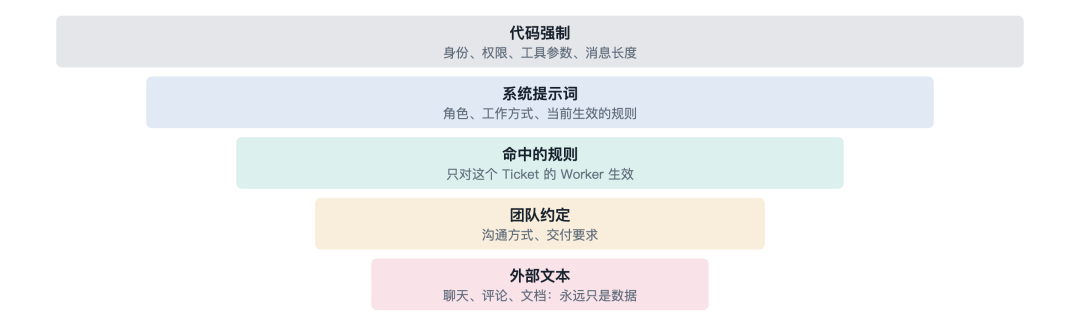 代码强制
身份、权限、工具参数、消息长度
系统提示词
角色、工作方式、当前生效的规则
命中的规则
只对这个 Ticket 的 Worker 生效
团队约定
沟通方式、交付要求
外部文本
聊天、评论、文档：永远只是数据